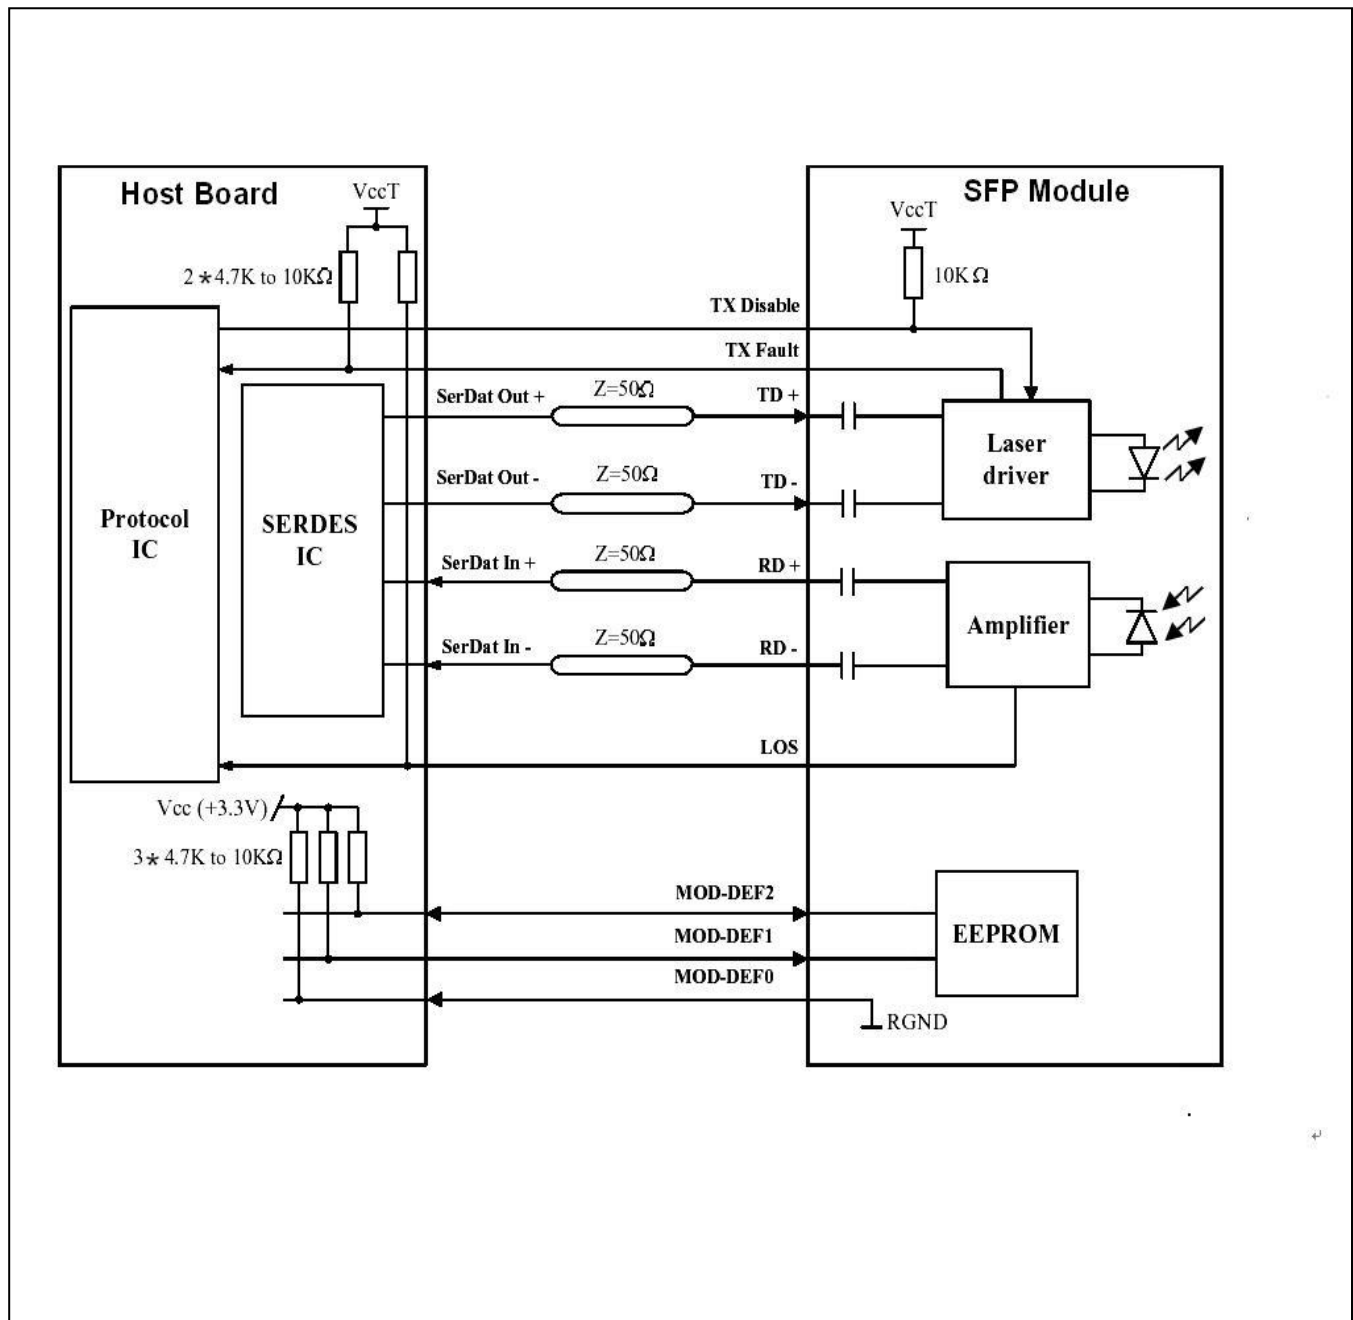 Host Board
VccT
2*4.7K to 10KΩ
SFP Module
VccT
10KΩ
TX Disable
TX Fault
SerDat Out +
Z=50Ω
TD +
SerDat Out -
Z=50Ω
TD -
SerDat In +
Z=50Ω
RD +
SerDat In -
Z=50Ω
RD -
Protocol
IC
SERDES
IC
Laser
driver
Amplifier
LOS
Vcc (+3.3V)
3* 4.7K to 10KΩ
MOD-DEF2
MOD-DEF1
MOD-DEF0
EEPROM
RGND